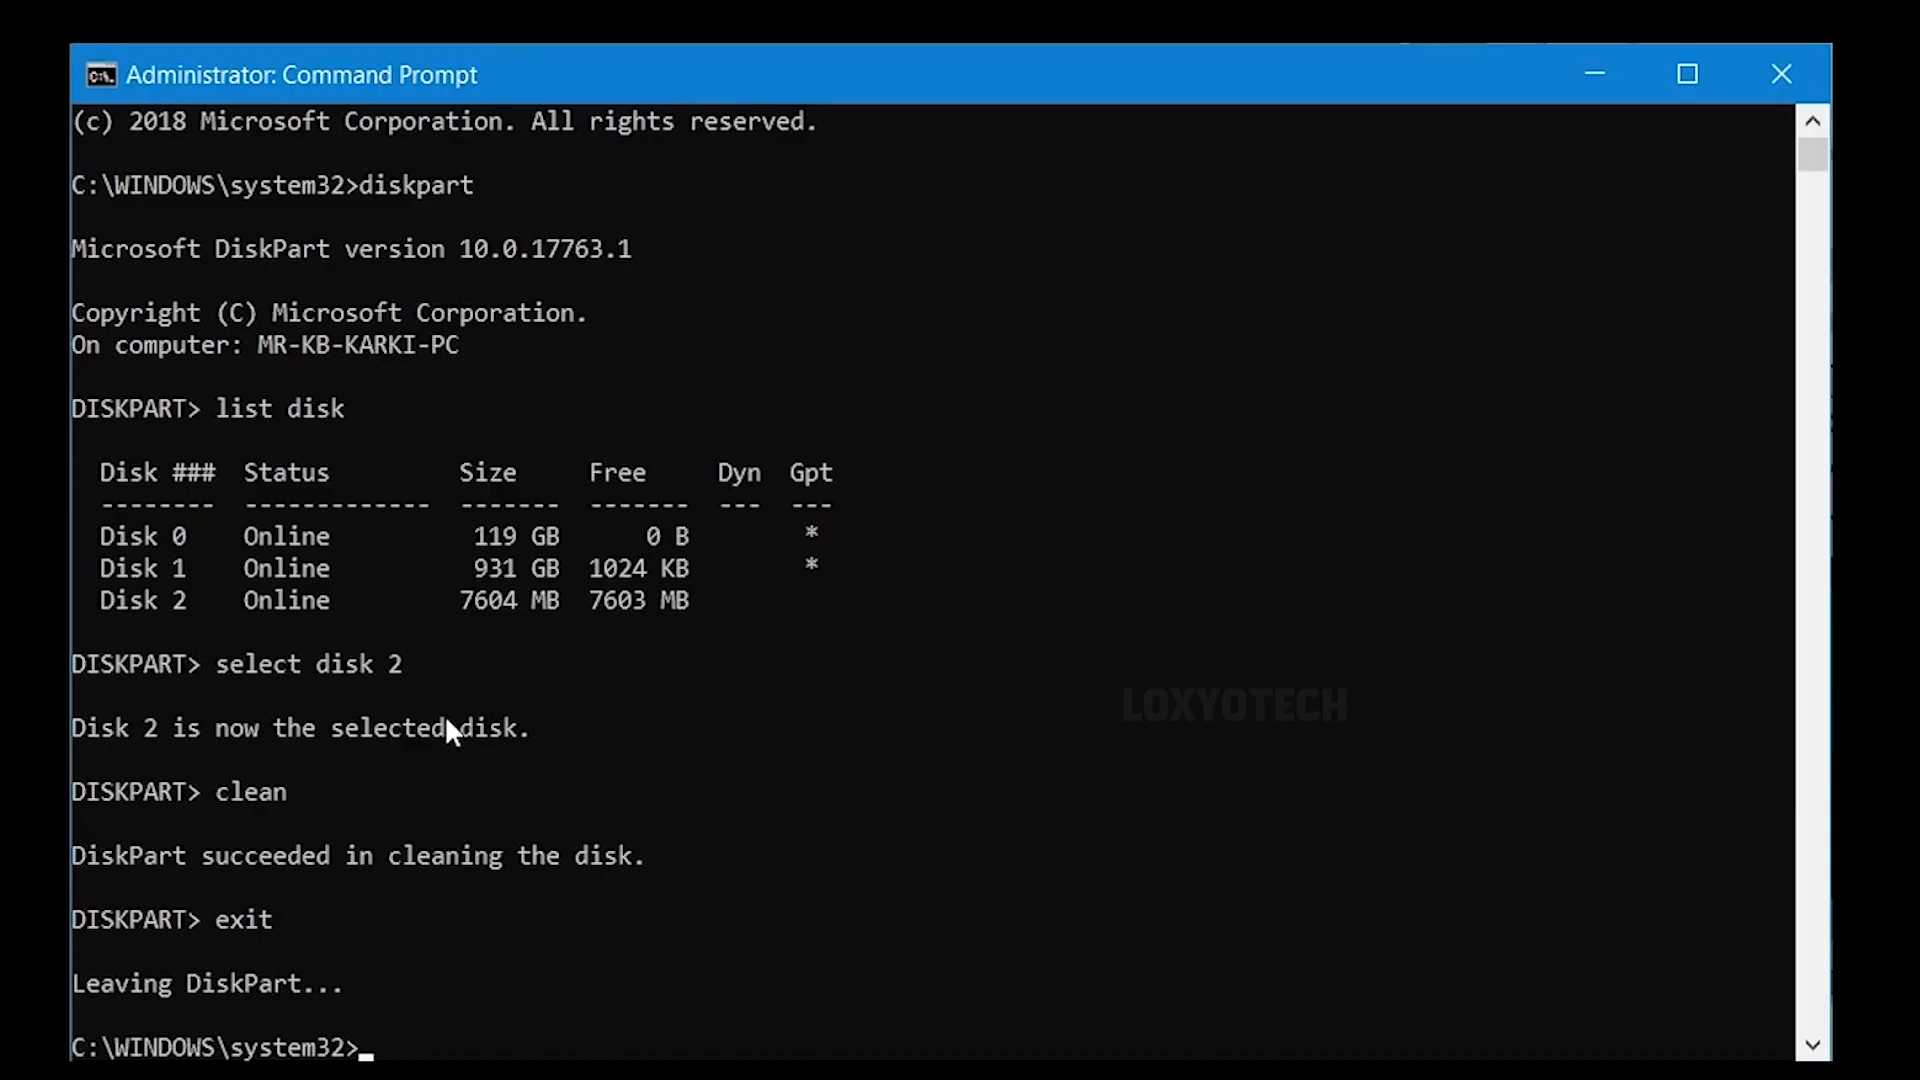 Administrator: Command Prompt
(c) 2018 Microsoft Corporation. All rights reserved.
C:\WINDOWS\system32>diskpart
Microsoft DiskPart version 10.0.17763.1
Copyright (C) Microsoft Corporation.
On computer: MR-KB-KARKI-PC
DISKPART> list disk
Disk ###  Status         Size     Free     Dyn  Gpt
--------  -------------  -------  -------  ---  ---
Disk 0    Online          119 GB      0 B        *
Disk 1    Online          931 GB  1024 KB        *
Disk 2    Online         7604 MB  7603 MB
DISKPART> select disk 2
Disk 2 is now the selected disk.
LOXYOTECH
DISKPART> clean
DiskPart succeeded in cleaning the disk.
DISKPART> exit
Leaving DiskPart...
C:\WINDOWS\system32>